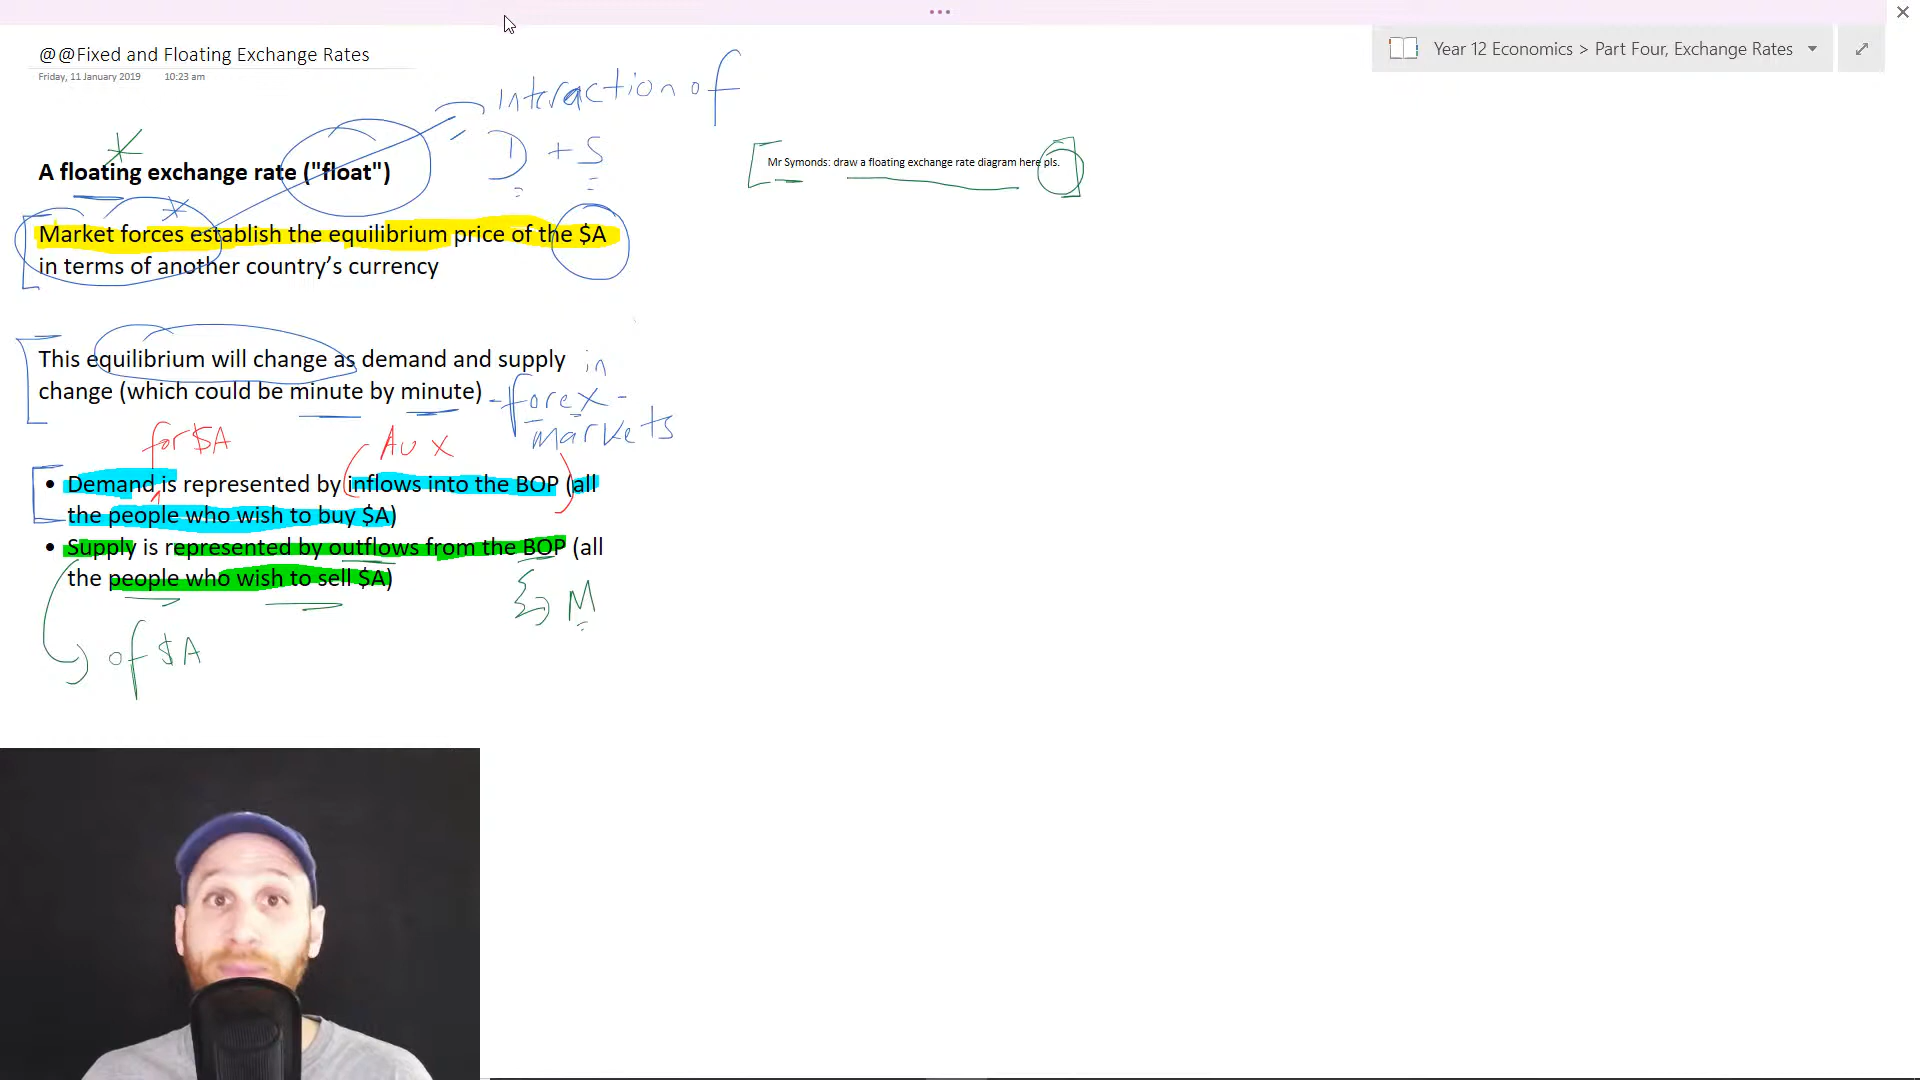 @@Fixed and Floating Exchange Rates
Friday, 11 January 2019 10:23 am
Year 12 Economics > Part Four, Exchange Rates
Interaction of
D + S
A floating exchange rate ("float")
Mr Symonds: draw a floating exchange rate diagram here pls.
Market forces establish the equilibrium price of the $A
in terms of another country’s currency
This equilibrium will change as demand and supply
change (which could be minute by minute)
in
-forex-
markets
for $A
AU X
• Demand is represented by inflows into the BOP (all
the people who wish to buy $A)
• Supply is represented by outflows from the BOP (all
the people who wish to sell $A)
M
of $A